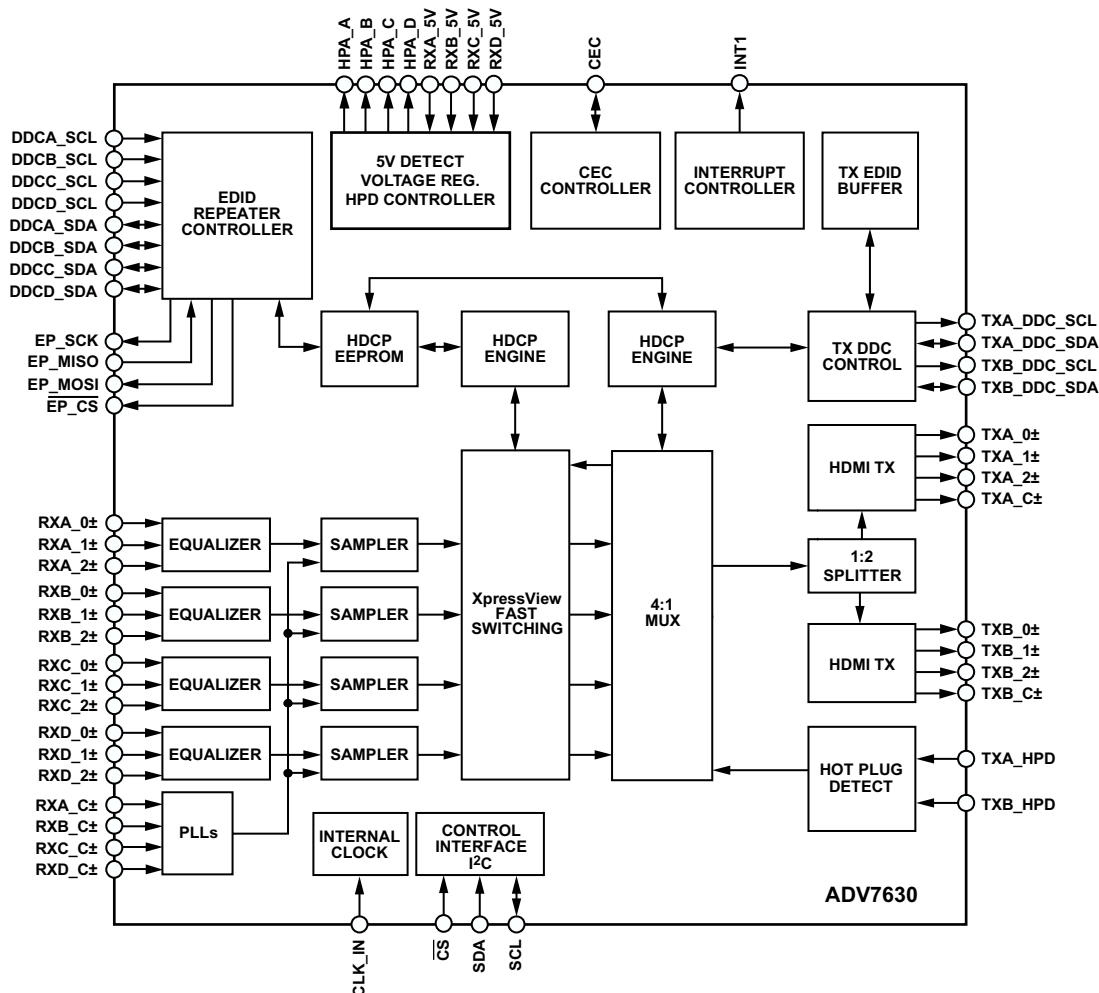 HPA_A
HPA_B
HPA_C
HPA_D
RXA_5V
RXB_5V
RXC_5V
RXD_5V
CEC
INT1
DDCA_SCL
DDCB_SCL
DDCC_SCL
DDCD_SCL
DDCA_SDA
DDCB_SDA
DDCC_SDA
DDCD_SDA
EDID
REPEATER
CONTROLLER
5V DETECT
VOLTAGE REG.
HPD CONTROLLER
CEC
CONTROLLER
INTERRUPT
CONTROLLER
TX EDID
BUFFER
EP_SCK
EP_MISO
EP_MOSI
EP_CS
HDCP
EEPROM
HDCP
ENGINE
HDCP
ENGINE
TX DDC
CONTROL
TXA_DDC_SCL
TXA_DDC_SDA
TXB_DDC_SCL
TXB_DDC_SDA
HDMI TX
TXA_0±
TXA_1±
TXA_2±
TXA_C±
RXA_0±
RXA_1±
RXA_2±
EQUALIZER
SAMPLER
RXB_0±
RXB_1±
RXB_2±
EQUALIZER
SAMPLER
RXC_0±
RXC_1±
RXC_2±
EQUALIZER
SAMPLER
RXD_0±
RXD_1±
RXD_2±
EQUALIZER
SAMPLER
XpressView
FAST
SWITCHING
4:1
MUX
1:2
SPLITTER
HDMI TX
TXB_0±
TXB_1±
TXB_2±
TXB_C±
HOT PLUG
DETECT
TXA_HPD
TXB_HPD
RXA_C±
RXB_C±
RXC_C±
RXD_C±
PLLs
INTERNAL
CLOCK
CONTROL
INTERFACE
I²C
ADV7630
CLK_IN
CS
SDA
SCL